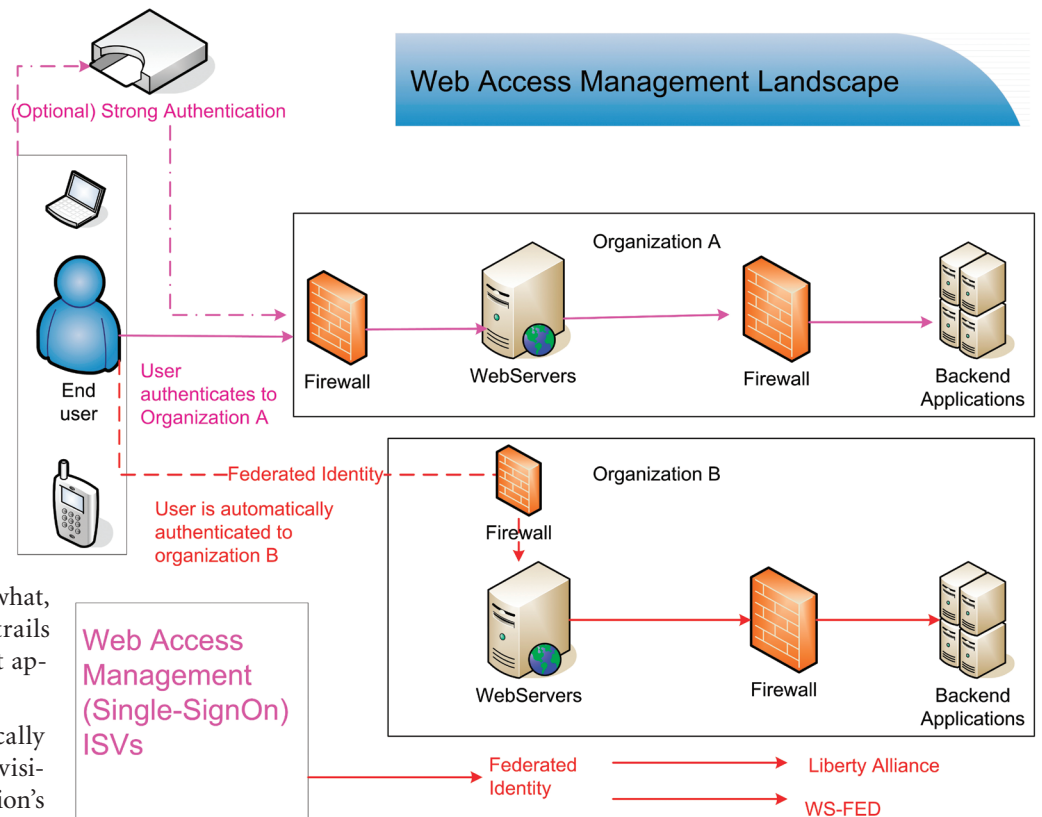 Web Access Management Landscape
(Optional) Strong Authentication
Organization A
Firewall
WebServers
Firewall
Backend
Applications
End
user
User
authenticates to
Organization A
Federated Identity
User is automatically
authenticated to
organization B
Organization B
Firewall
WebServers
Firewall
Backend
Applications
what,
trails
t ap-
cally
visi-
ion's
Web Access
Management
(Single-SignOn)
ISVs
Federated
Identity
Liberty Alliance
WS-FED